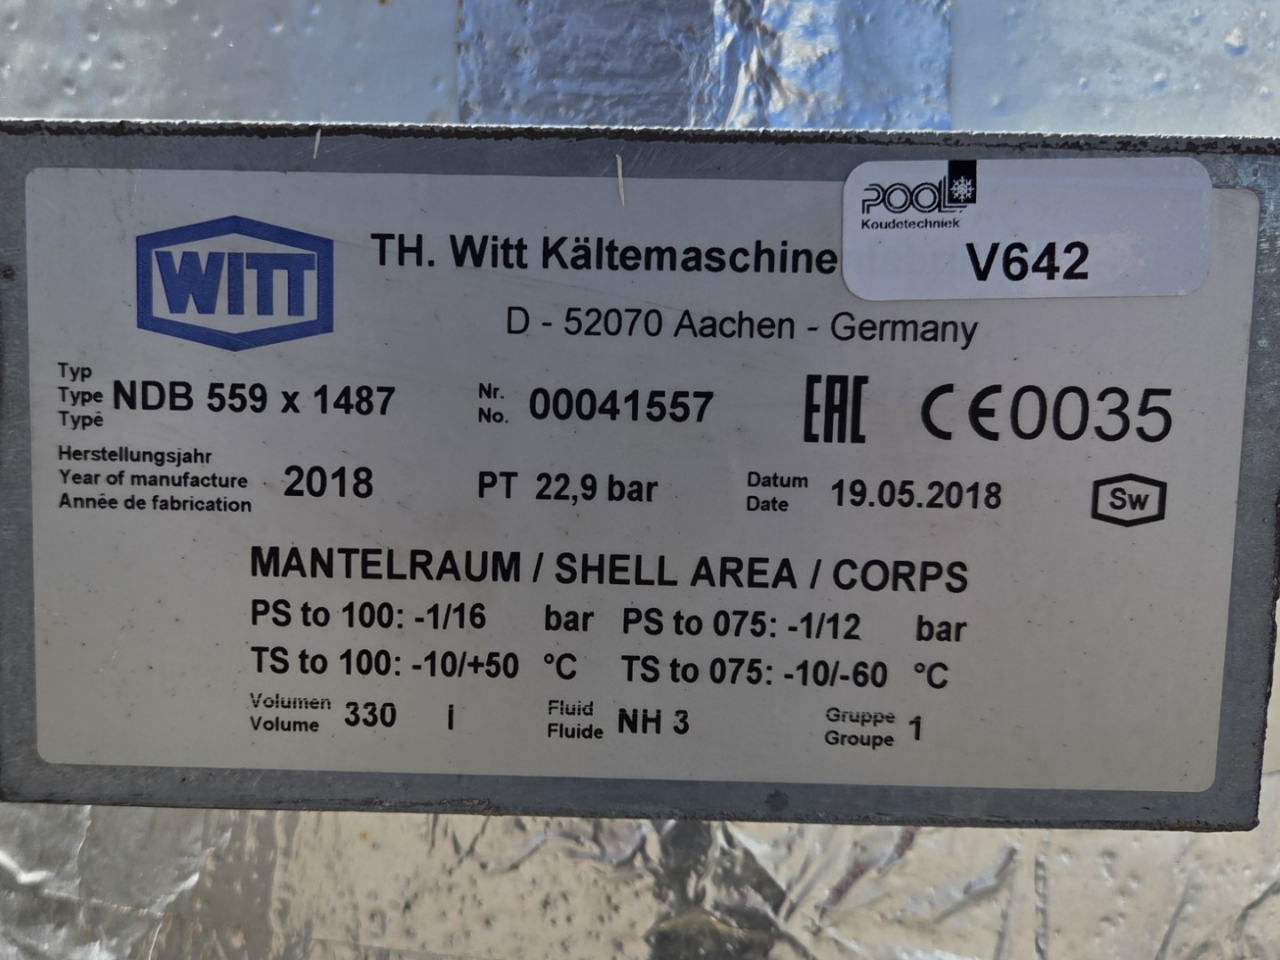 WITT
TH. Witt Kältemaschine
POOL
Koudetechniek
V642
D - 52070 Aachen - Germany
Typ
Type NDB 559 x 1487
Typé
Nr.
No. 00041557
EAC CE0035
Herstellungsjahr
Year of manufacture 2018
Année de fabrication
PT 22,9 bar
Datum
Date 19.05.2018
SW
MANTELRAUM / SHELL AREA / CORPS
PS to 100: -1/16 bar PS to 075: -1/12 bar
TS to 100: -10/+50 °C TS to 075: -10/-60 °C
Volumen
Volume 330 l
Fluid
Fluide NH 3
Gruppe
Groupe 1